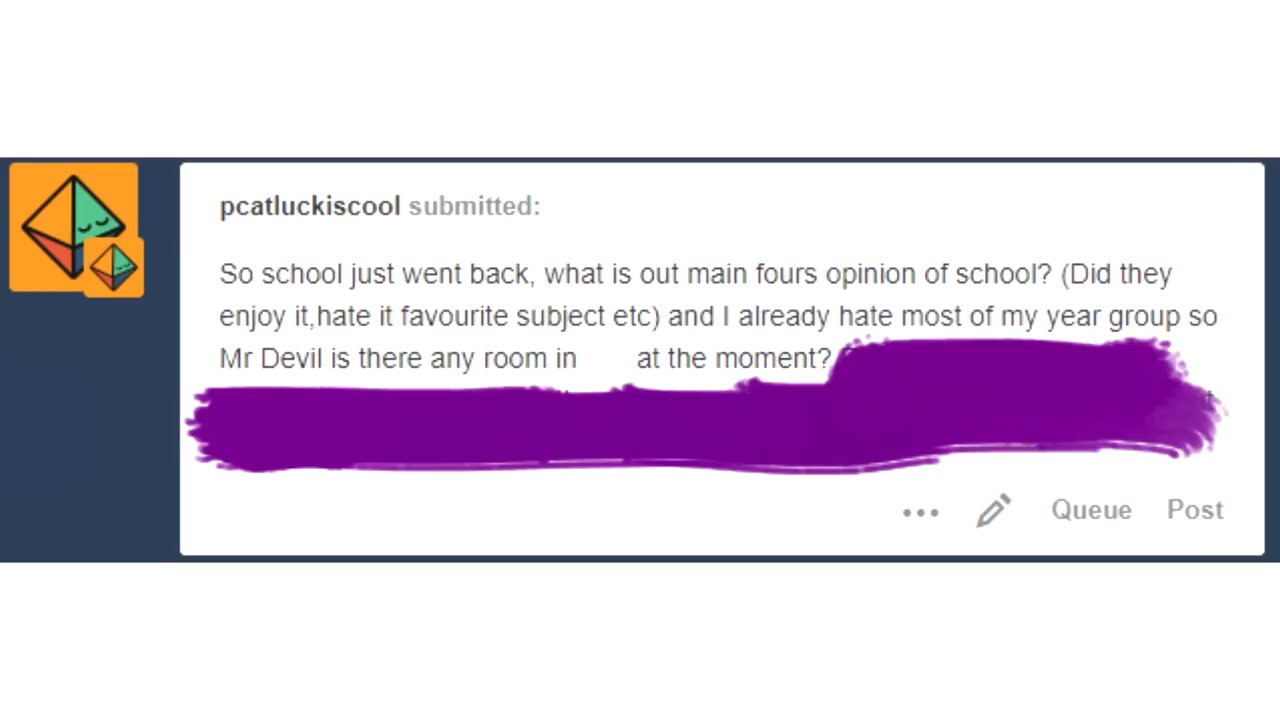 pcatluckiscool submitted:
So school just went back, what is out main fours opinion of school? (Did they
enjoy it,hate it favourite subject etc) and I already hate most of my year group so
Mr Devil is there any room in at the moment?
Queue Post